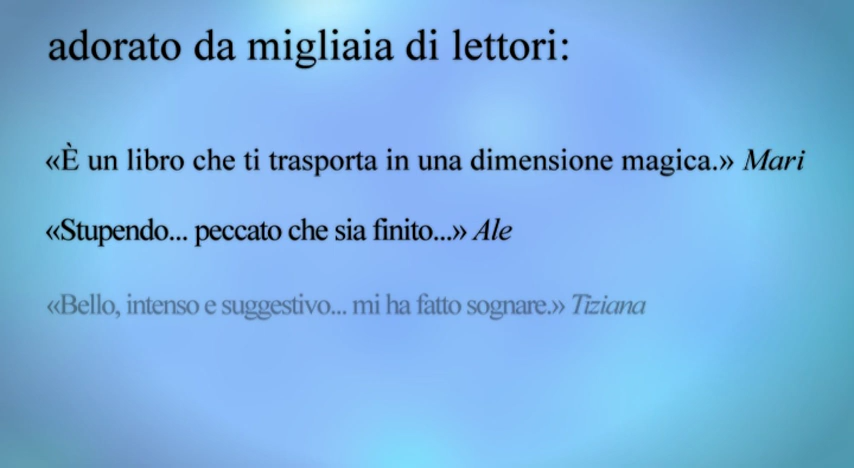 adorato da migliaia di lettori:
«È un libro che ti trasporta in una dimensione magica.» Mari
«Stupendo... peccato che sia finito...» Ale
«Bello, intenso e suggestivo... mi ha fatto sognare.» Tiziana